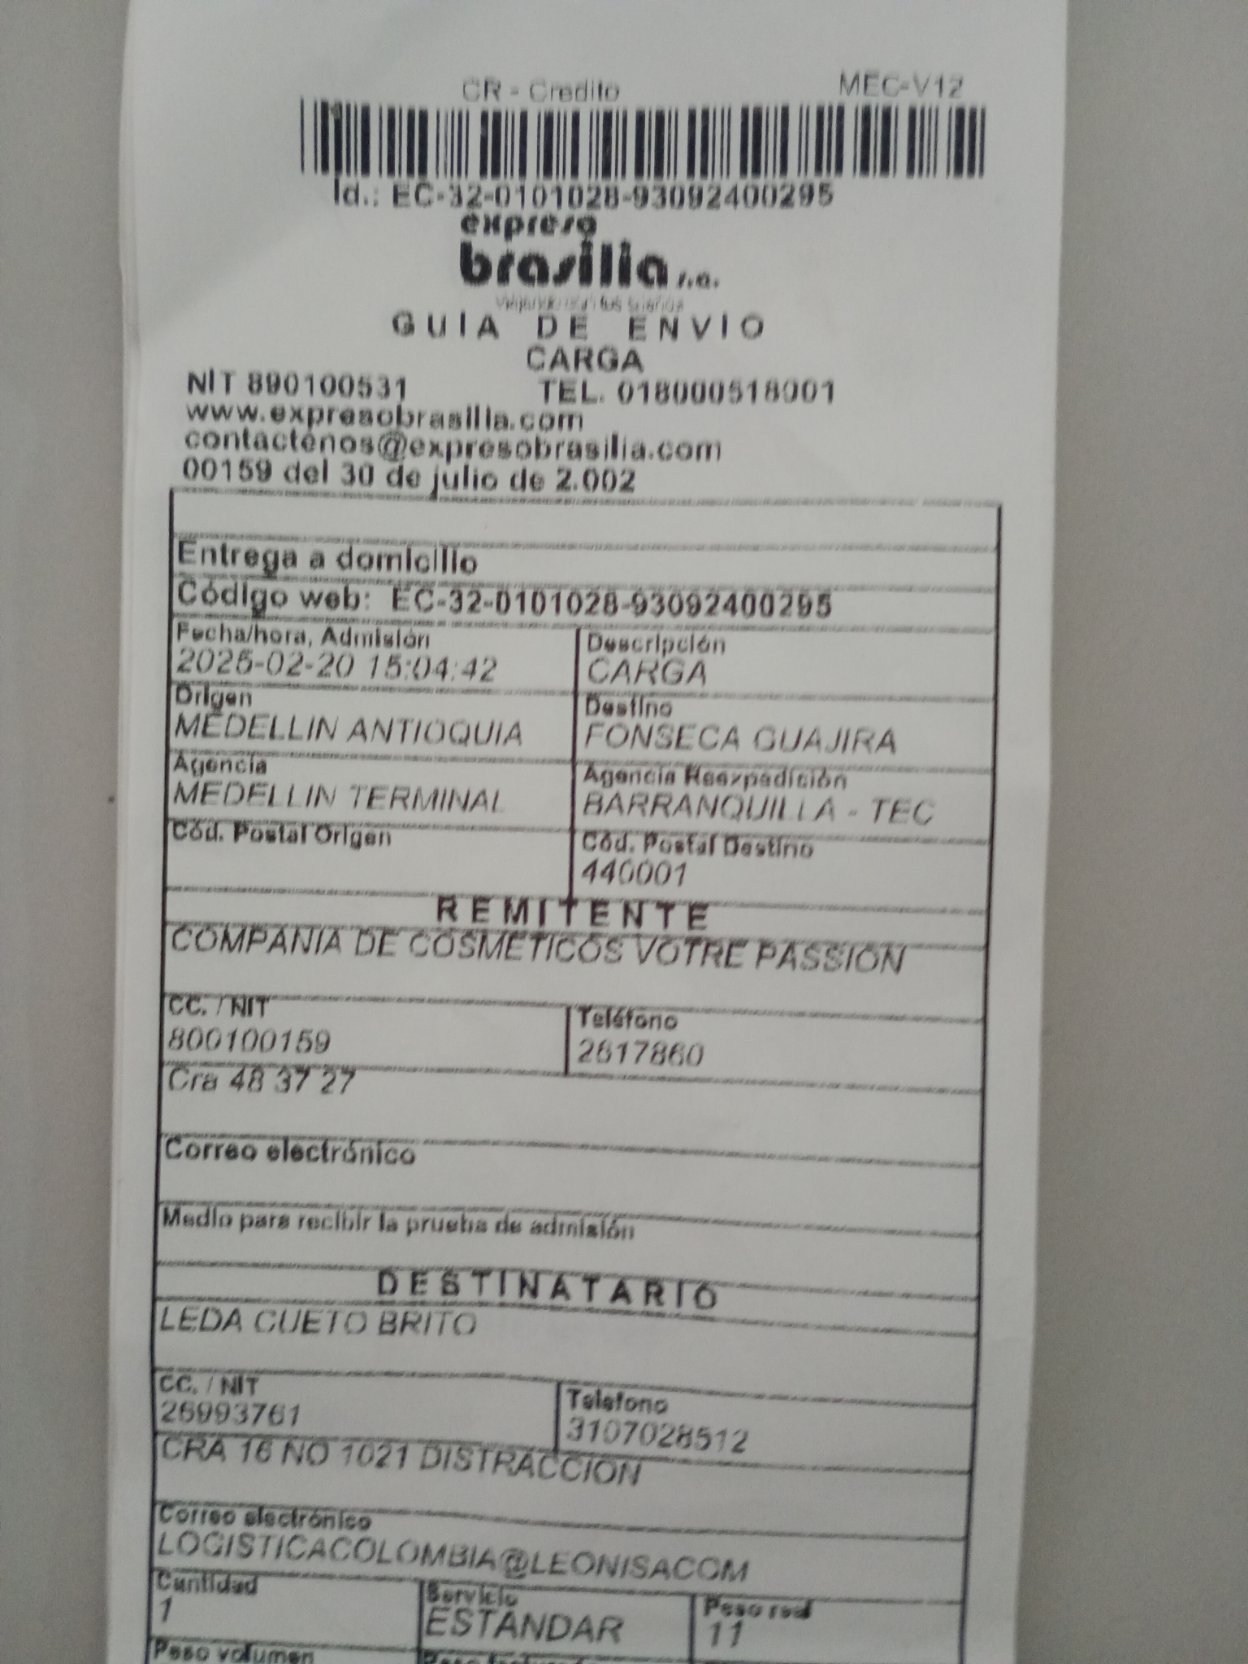 CR - Credito MEC-V12
Id.: EC-32-0101028-93092400295
expreso
brasilia s.a.
GUIA DE ENVIO
CARGA
NIT 890100531 TEL. 018000518001
www.expresobrasilia.com
contactenos@expresobrasilia.com
00159 del 30 de julio de 2.002
Entrega a domicilio
Código web: EC-32-0101028-93092400295
Fecha/hora, Admisión Descripción
2025-02-20 15:04:42 CARGA
Origen Destino
MEDELLIN ANTIOQUIA FONSECA GUAJIRA
Agencia Agencia Reexpedición
MEDELLIN TERMINAL BARRANQUILLA - TEC
Cód. Postal Origen Cód. Postal Destino
440001
REMITENTE
COMPANIA DE COSMETICOS VOTRE PASSION
CC. / NIT Teléfono
800100159 2617860
Cra 48 37 27
Correo electrónico
Medio para recibir la prueba de admisión
DESTINATARIO
LEDA CUETO BRITO
CC. / NIT Telefono
26993761 3107028512
CRA 16 NO 1021 DISTRACCION
Correo electrónico
LOGISTICACOLOMBIA@LEONISACOM
Cantidad Servicio Peso real
1 ESTANDAR 11
Peso volumen Peso